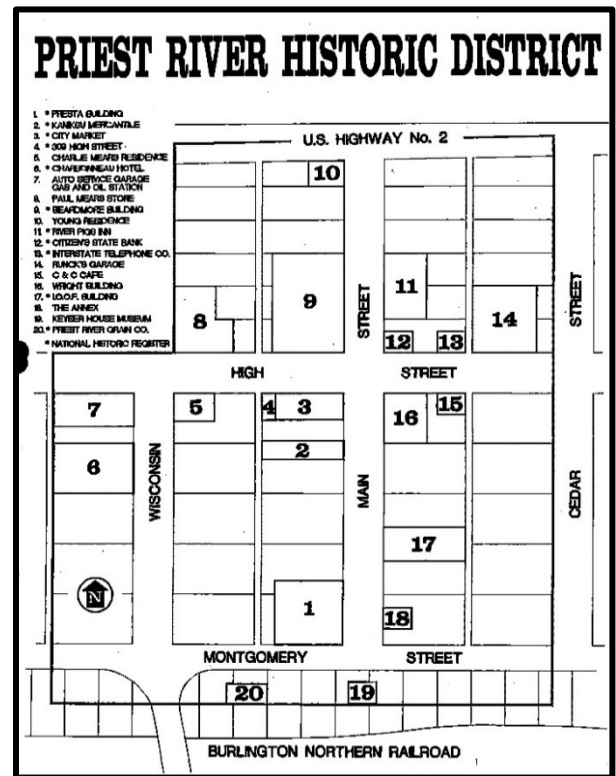 PRIEST RIVER HISTORIC DISTRICT
1. * PRESTA BUILDING
2. * KANIKSU MERCANTILE
3. * CITY MARKET
4. * 309 HIGH STREET
5. CHARLIE MEARS RESIDENCE
6. * CHARBONNEAU HOTEL
7. AUTO SERVICE GARAGE
GAS AND OIL STATION
8. PAUL MEARS STORE
9. * BEARDMORE BUILDING
10. YOUNG RESIDENCE
11. * RIVER PIGS INN
12. * CITIZEN'S STATE BANK
13. * INTERSTATE TELEPHONE CO.
14. RUNCK'S GARAGE
15. C & C CAFE
16. WRIGHT BUILDING
17. * I.O.O.F. BUILDING
18. THE ANNEX
19. KEYSER HOUSE MUSEUM
20. * PRIEST RIVER GRAIN CO.
* NATIONAL HISTORIC REGISTER
U.S. HIGHWAY No. 2
10
8
9
STREET
11
12
13
14
STREET
HIGH STREET
7
5
4
3
16
15
6
WISCONSIN
2
MAIN
CEDAR
17
N
1
18
MONTGOMERY STREET
20
19
BURLINGTON NORTHERN RAILROAD
1